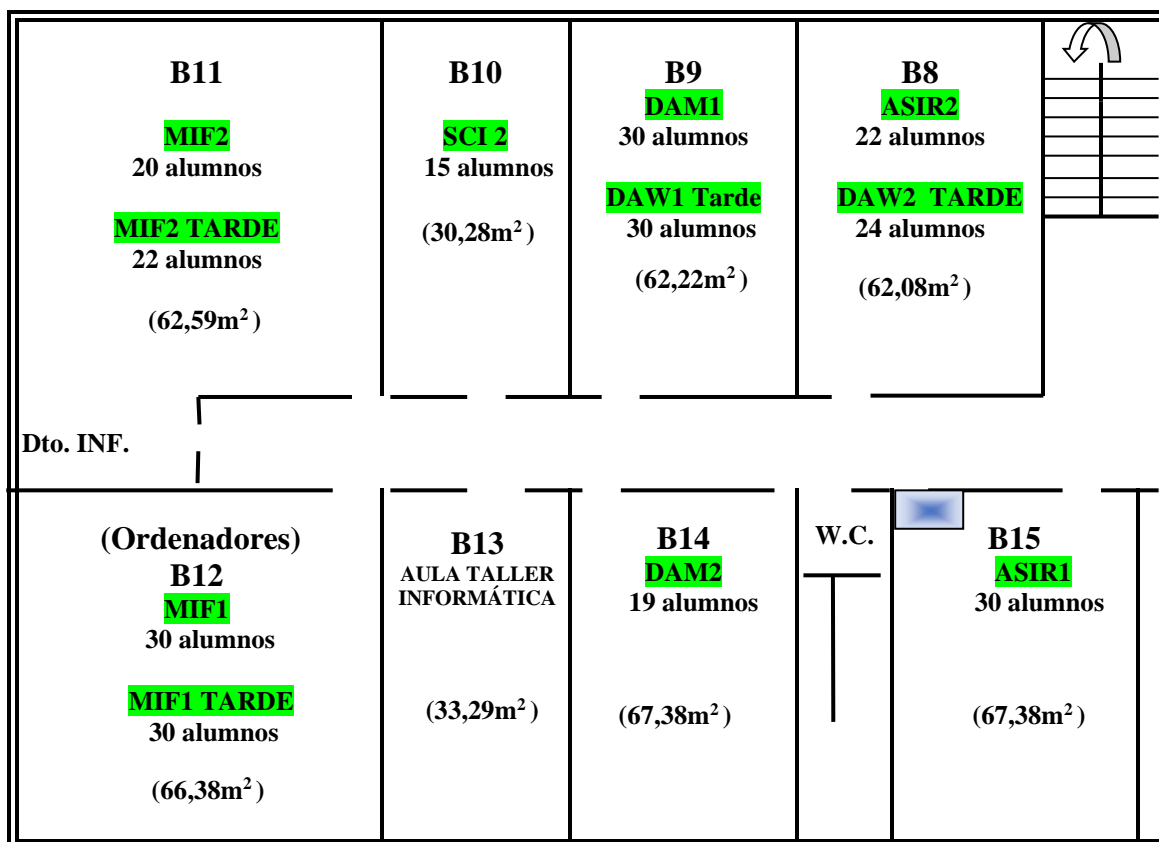 B11
MIF2
20 alumnos
MIF2 TARDE
22 alumnos
(62,59m²)
B10
SCI 2
15 alumnos
(30,28m²)
B9
DAM1
30 alumnos
DAW1 Tarde
30 alumnos
(62,22m²)
B8
ASIR2
22 alumnos
DAW2 TARDE
24 alumnos
(62,08m²)
Dto. INF.
(Ordenadores)
B12
MIF1
30 alumnos
MIF1 TARDE
30 alumnos
(66,38m²)
B13
AULA TALLER
INFORMÁTICA
(33,29m²)
B14
DAM2
19 alumnos
(67,38m²)
W.C.
B15
ASIR1
30 alumnos
(67,38m²)